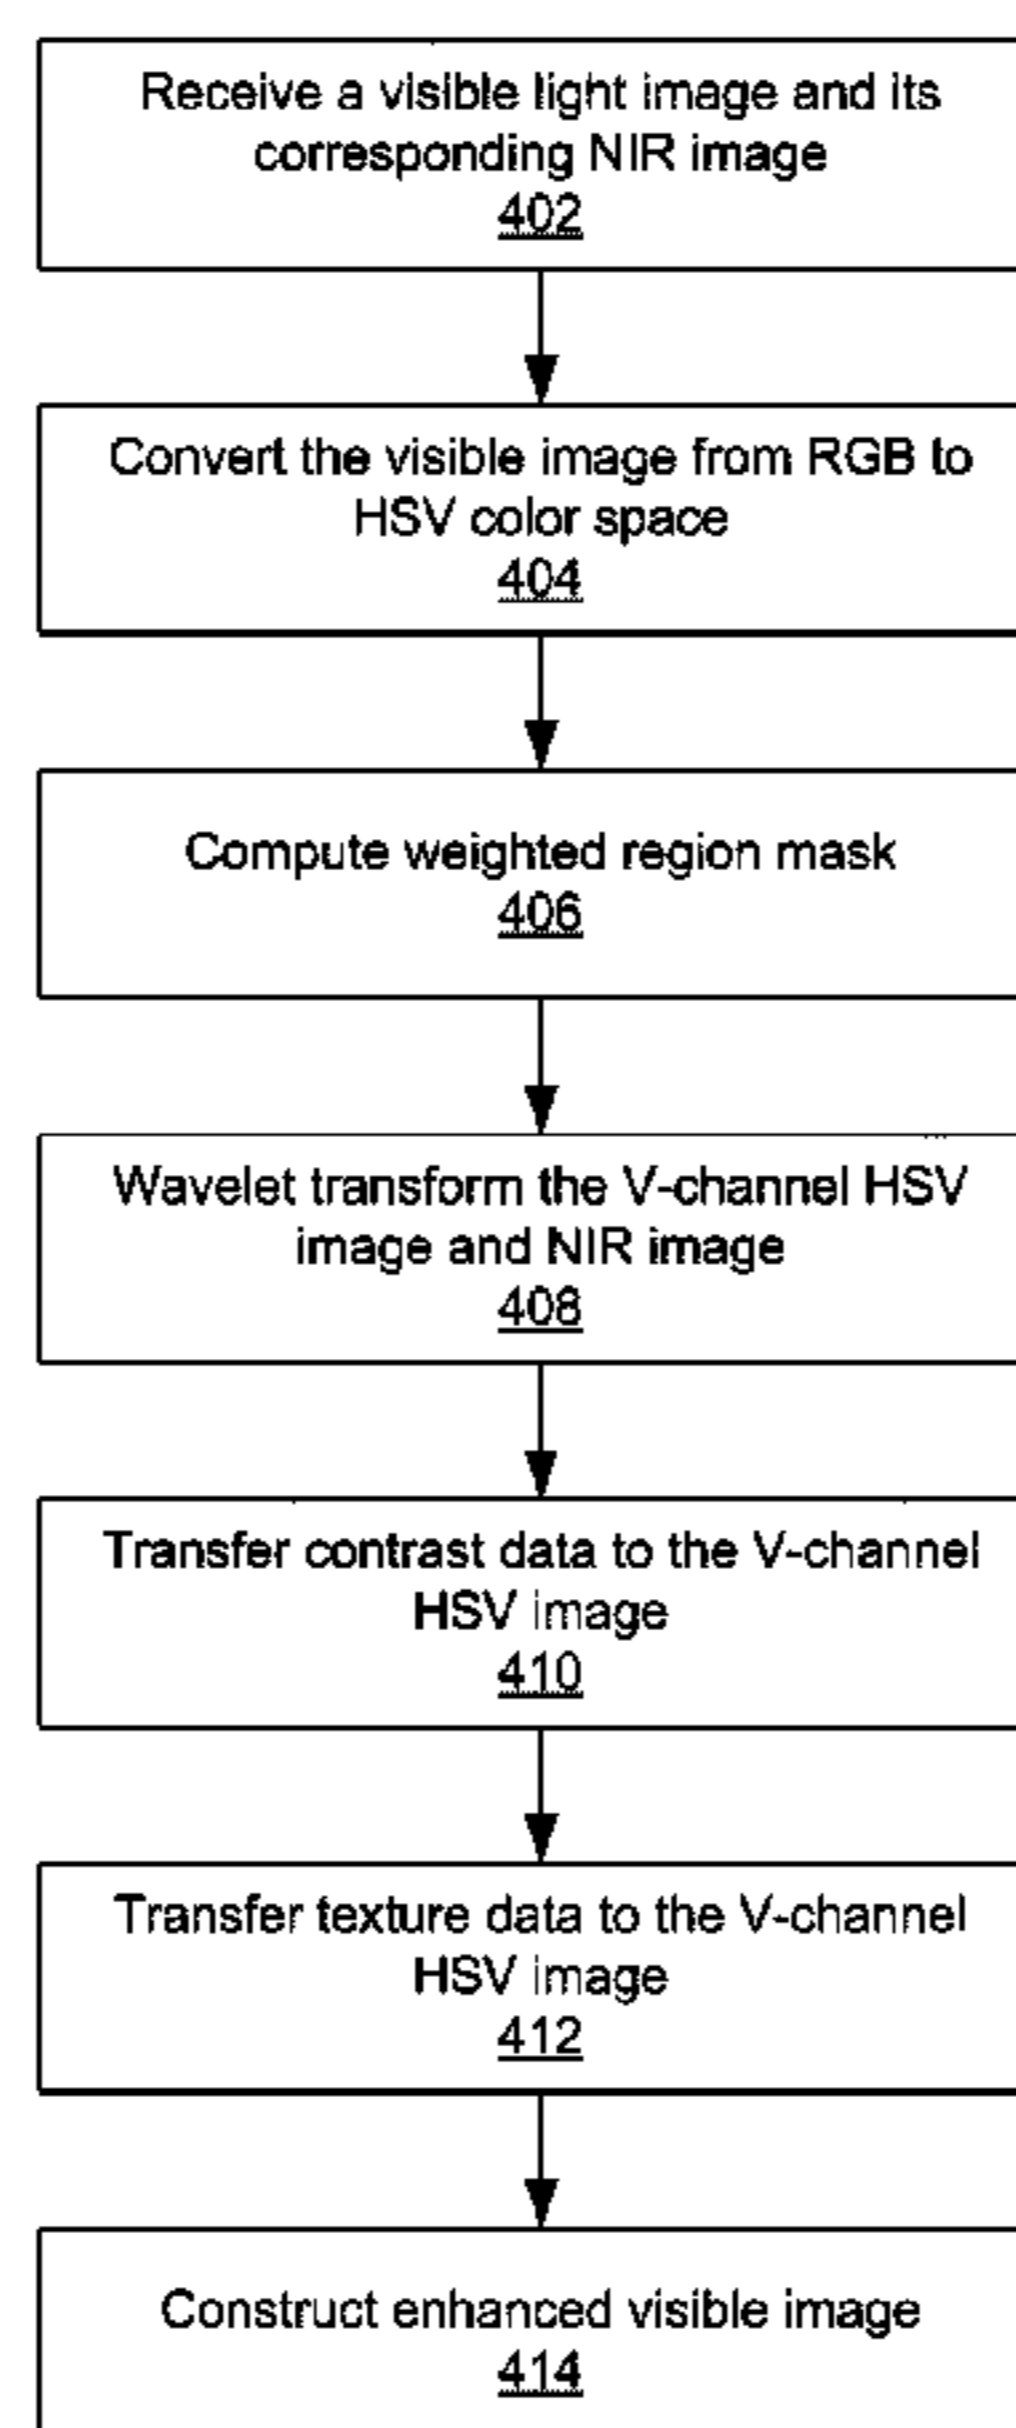 Receive a visible light image and its
corresponding NIR image
402
Convert the visible image from RGB to
HSV color space
404
Compute weighted region mask
406
Wavelet transform the V-channel HSV
image and NIR image
408
Transfer contrast data to the V-channel
HSV image
410
Transfer texture data to the V-channel
HSV image
412
Construct enhanced visible image
414